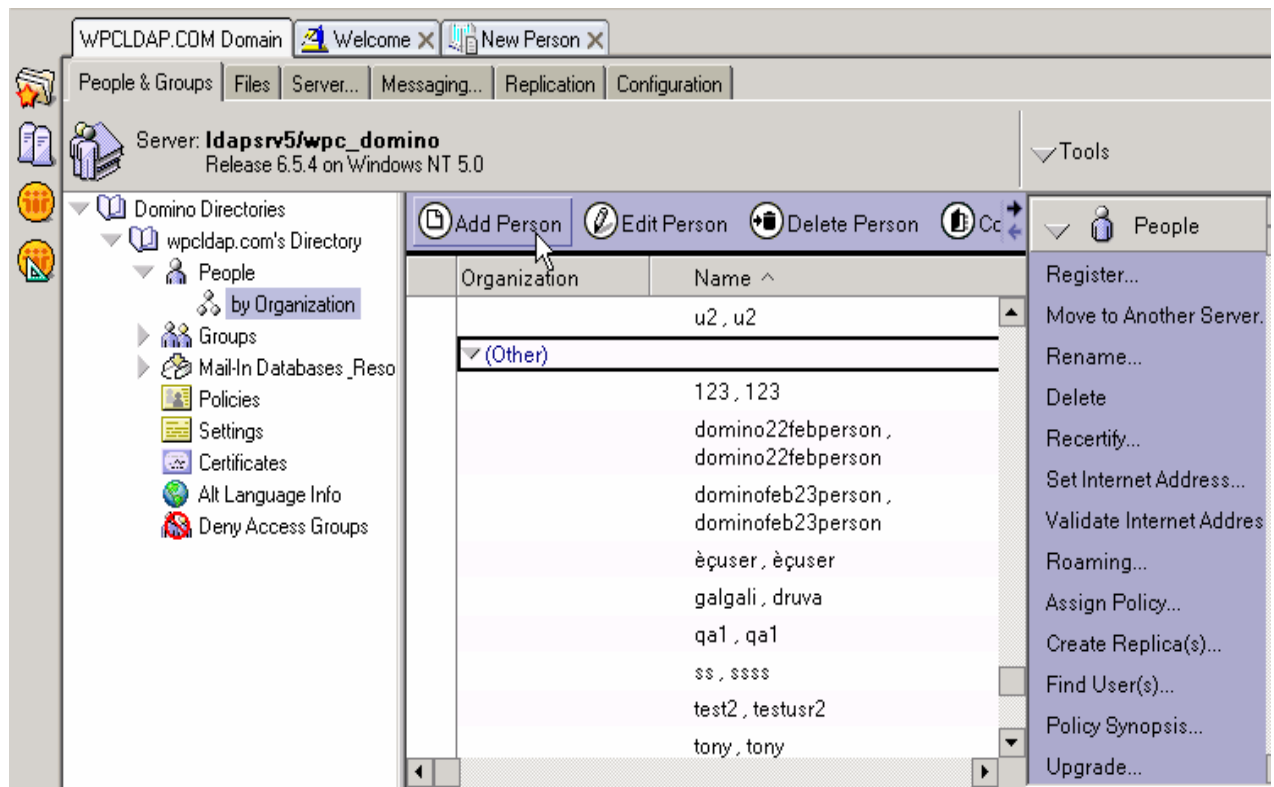 WPCLDAP.COM Domain
Welcome
New Person
People & Groups
Files
Server...
Messaging...
Replication
Configuration
Server: ldapsrv5/wpc_domino
Release 6.5.4 on Windows NT 5.0
Tools
Domino Directories
wpcldap.com's Directory
People
by Organization
Groups
Mail-In Databases_Reso
Policies
Settings
Certificates
Alt Language Info
Deny Access Groups
Add Person
Edit Person
Delete Person
Co
Organization
Name
u2 , u2
(Other)
123 , 123
domino22febperson ,
domino22febperson
dominofeb23person ,
dominofeb23person
èçuser , èçuser
galgali , druva
qa1 , qa1
ss , ssss
test2 , testusr2
tony , tony
People
Register...
Move to Another Server.
Rename...
Delete
Recertify...
Set Internet Address...
Validate Internet Addres
Roaming...
Assign Policy...
Create Replica(s)...
Find User(s)...
Policy Synopsis...
Upgrade...